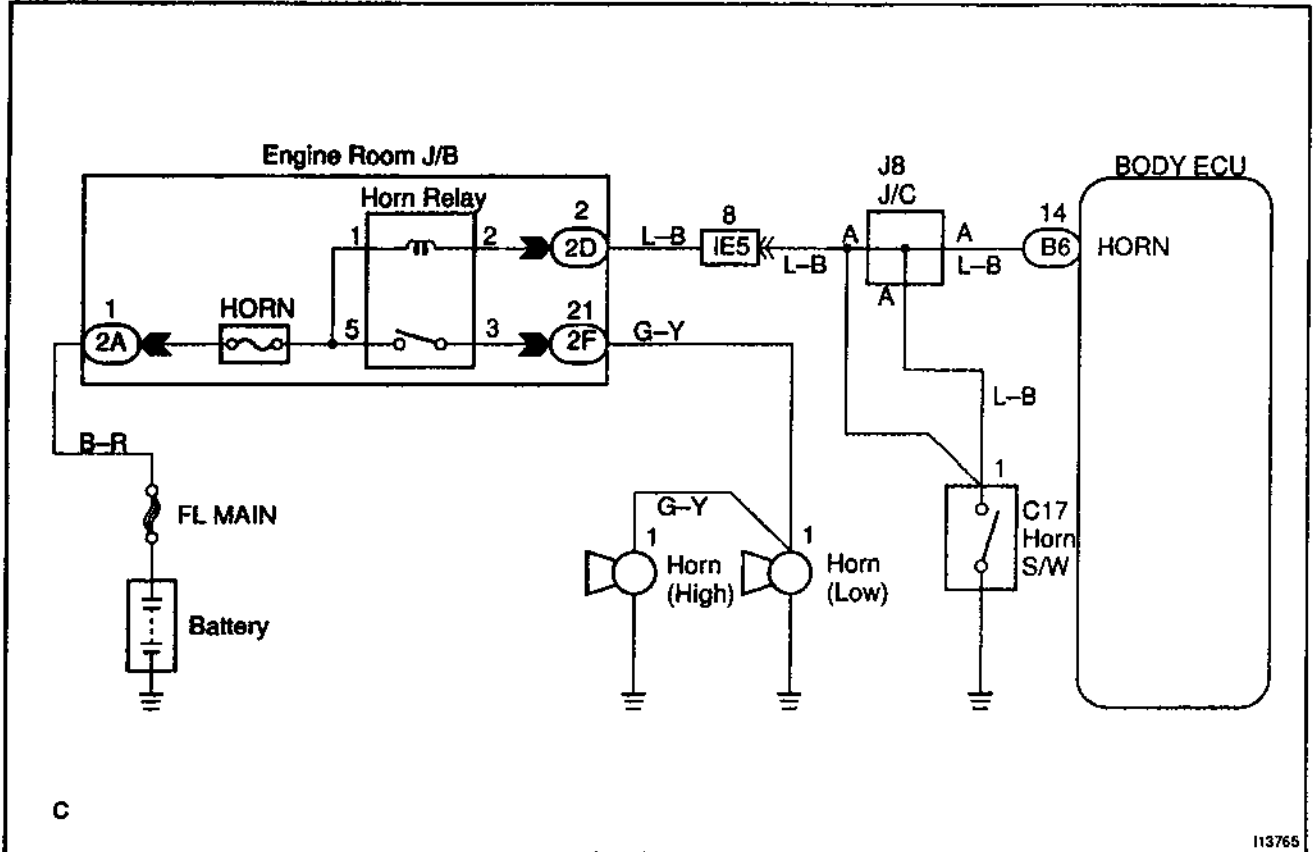 Engine Room J/B
Horn Relay
1
2
2
2D
L–B
8
IE5
L–B
A
J8
J/C
A
L–B
A
14
B6
HORN
BODY ECU
1
2A
HORN
5
3
21
2F
G–Y
L–B
B–R
FL MAIN
Battery
G–Y
1
Horn
(High)
1
Horn
(Low)
1
C17
Horn
S/W
C
I13765